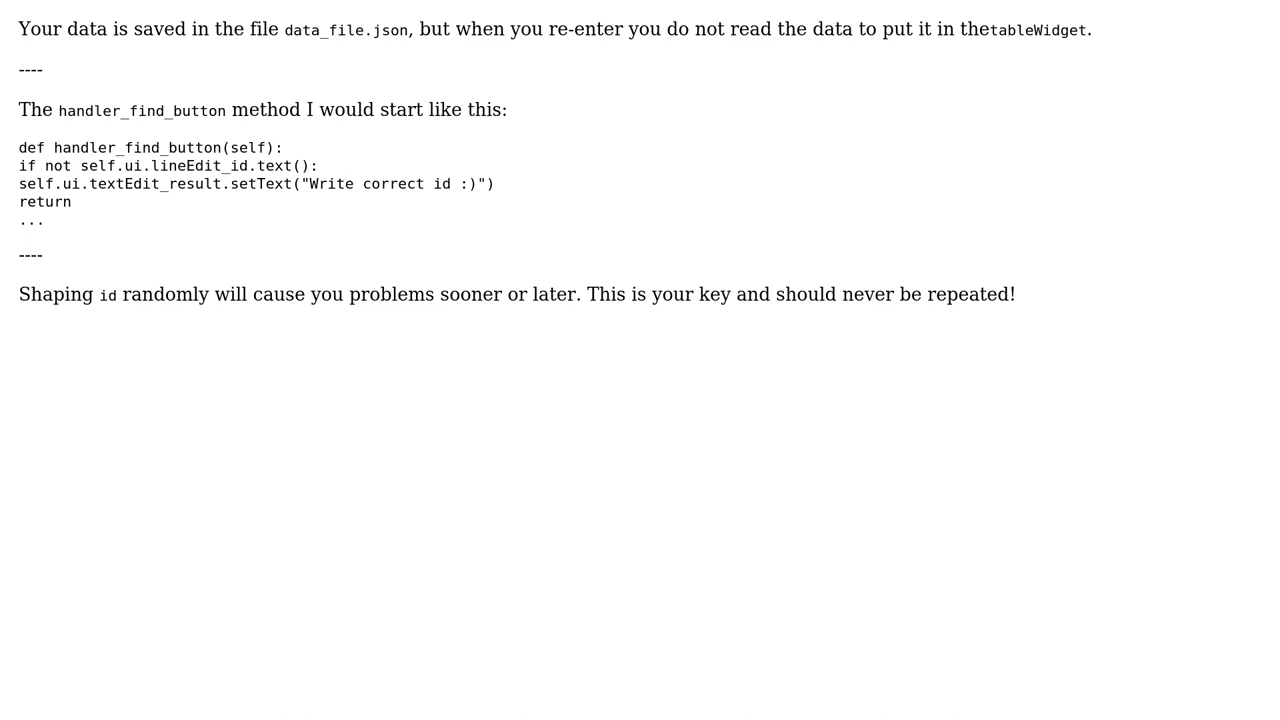 Your data is saved in the file data_file.json, but when you re-enter you do not read the data to put it in thetableWidget.
----
The handler_find_button method I would start like this:
def handler_find_button(self):
if not self.ui.lineEdit_id.text():
self.ui.textEdit_result.setText("Write correct id :)")
return
...
----
Shaping id randomly will cause you problems sooner or later. This is your key and should never be repeated!